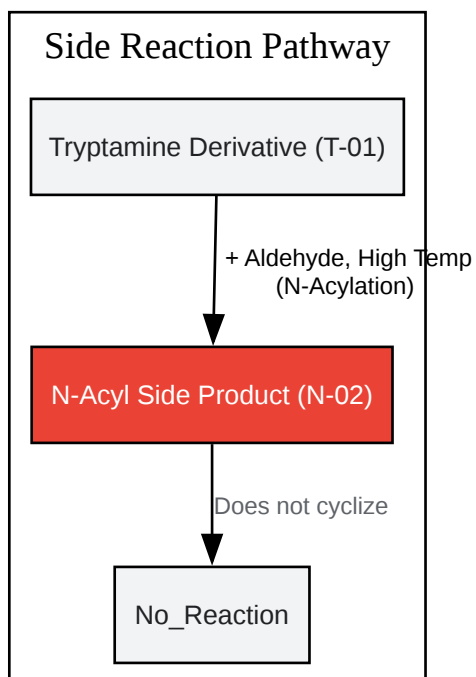 Side Reaction Pathway
Tryptamine Derivative (T-01)
+ Aldehyde, High Temp
(N-Acylation)
N-Acyl Side Product (N-02)
Does not cyclize
No_Reaction